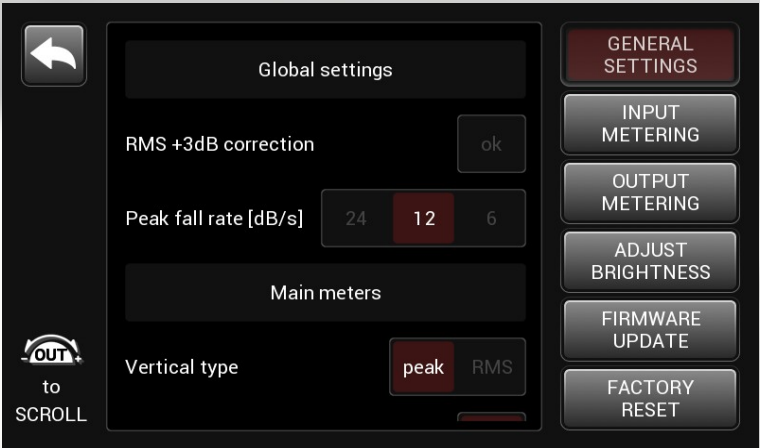 Global settings
RMS +3dB correction
ok
Peak fall rate [dB/s]
24
12
6
Main meters
Vertical type
peak
RMS
OUT
to
SCROLL
GENERAL
SETTINGS
INPUT
METERING
OUTPUT
METERING
ADJUST
BRIGHTNESS
FIRMWARE
UPDATE
FACTORY
RESET